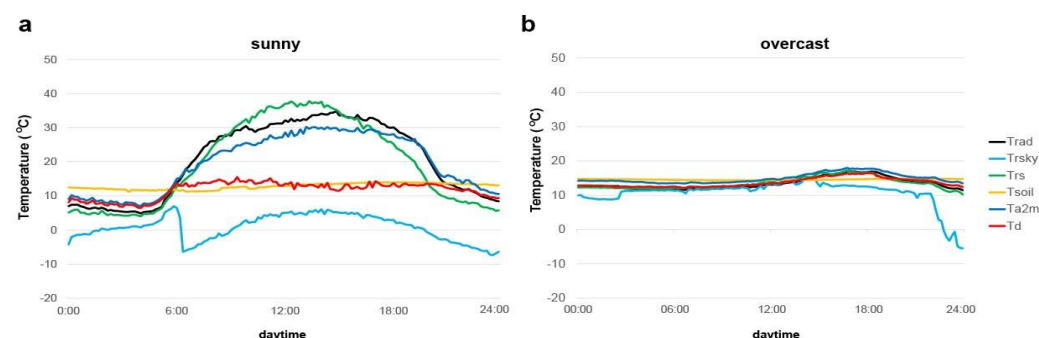 a
sunny
Temperature ( ⁰C)
50
40
30
20
10
0
-10
-20
0:00 6:00 12:00 18:00 24:00
daytime
b
overcast
Temperature ( ⁰C)
50
40
30
20
10
0
-10
-20
00:00 06:00 12:00 18:00 24:00
daytime
Trad
Trsky
Trs
Tsoil
Ta2m
Td